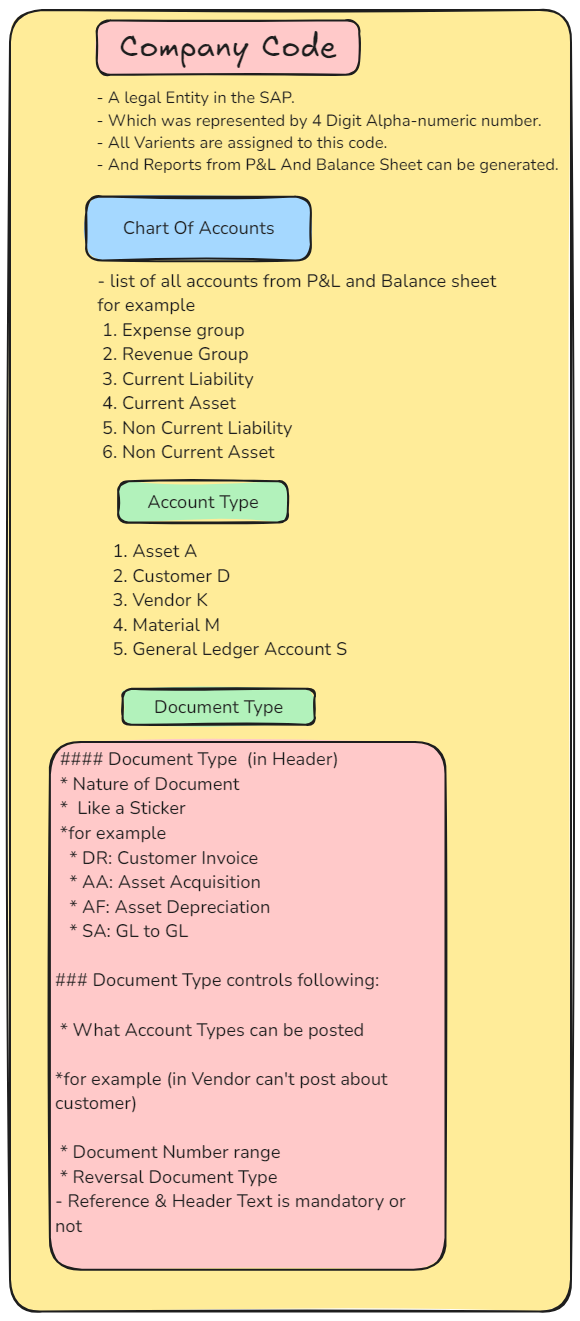 Company Code
- A legal Entity in the SAP.
- Which was represented by 4 Digit Alpha-numeric number.
- All Varients are assigned to this code.
- And Reports from P&L And Balance Sheet can be generated.
Chart Of Accounts
- list of all accounts from P&L and Balance sheet
for example
1. Expense group
2. Revenue Group
3. Current Liability
4. Current Asset
5. Non Current Liability
6. Non Current Asset
Account Type
1. Asset A
2. Customer D
3. Vendor K
4. Material M
5. General Ledger Account S
Document Type
#### Document Type  (in Header)
* Nature of Document
*  Like a Sticker
*for example
* DR: Customer Invoice
* AA: Asset Acquisition
* AF: Asset Depreciation
* SA: GL to GL
### Document Type controls following:
* What Account Types can be posted
*for example (in Vendor can't post about
customer)
* Document Number range
* Reversal Document Type
- Reference & Header Text is mandatory or
not